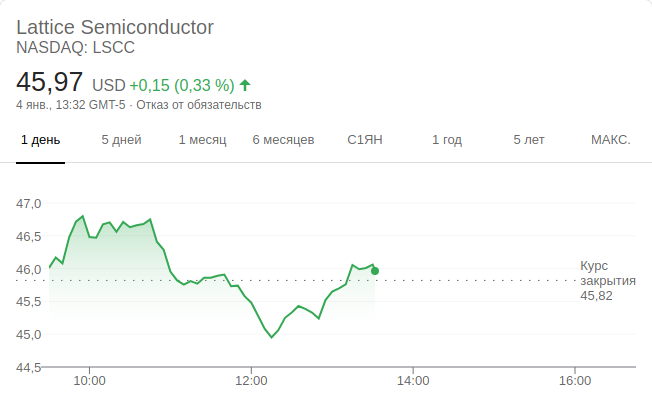 Lattice Semiconductor
NASDAQ: LSCC
45,97 USD +0,15 (0,33 %)
4 янв., 13:32 GMT-5 · Отказ от обязательств
1 день 5 дней 1 месяц 6 месяцев С1ЯН 1 год 5 лет МАКС.
47,0
46,5
46,0
45,5
45,0
44,5
Курс
закрытия
45,82
10:00 12:00 14:00 16:00